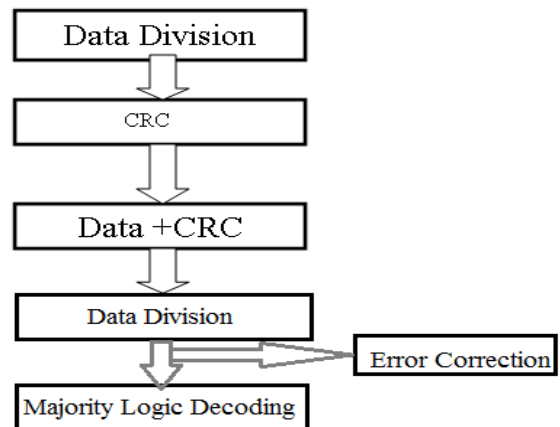 Data Division
CRC
Data +CRC
Data Division
Error Correction
Majority Logic Decoding